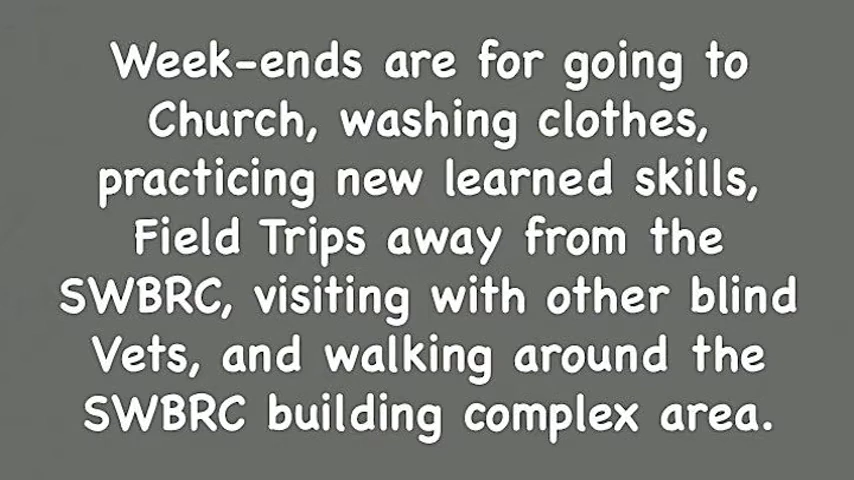 Week-ends are for going to
Church, washing clothes,
practicing new learned skills,
Field Trips away from the
SWBRC, visiting with other blind
Vets, and walking around the
SWBRC building complex area.